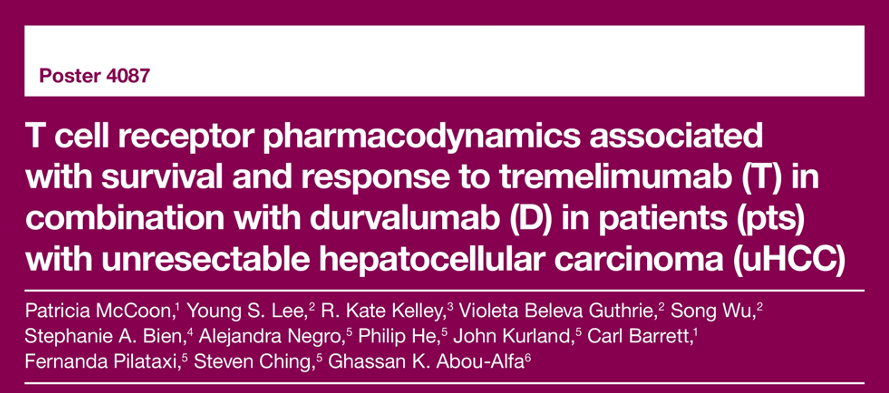 Poster 4087
T cell receptor pharmacodynamics associated
with survival and response to tremelimumab (T) in
combination with durvalumab (D) in patients (pts)
with unresectable hepatocellular carcinoma (uHCC)
Patricia McCoon,¹ Young S. Lee,² R. Kate Kelley,³ Violeta Beleva Guthrie,² Song Wu,²
Stephanie A. Bien,⁴ Alejandra Negro,⁵ Philip He,⁵ John Kurland,⁵ Carl Barrett,¹
Fernanda Pilataxi,⁵ Steven Ching,⁵ Ghassan K. Abou-Alfa⁶